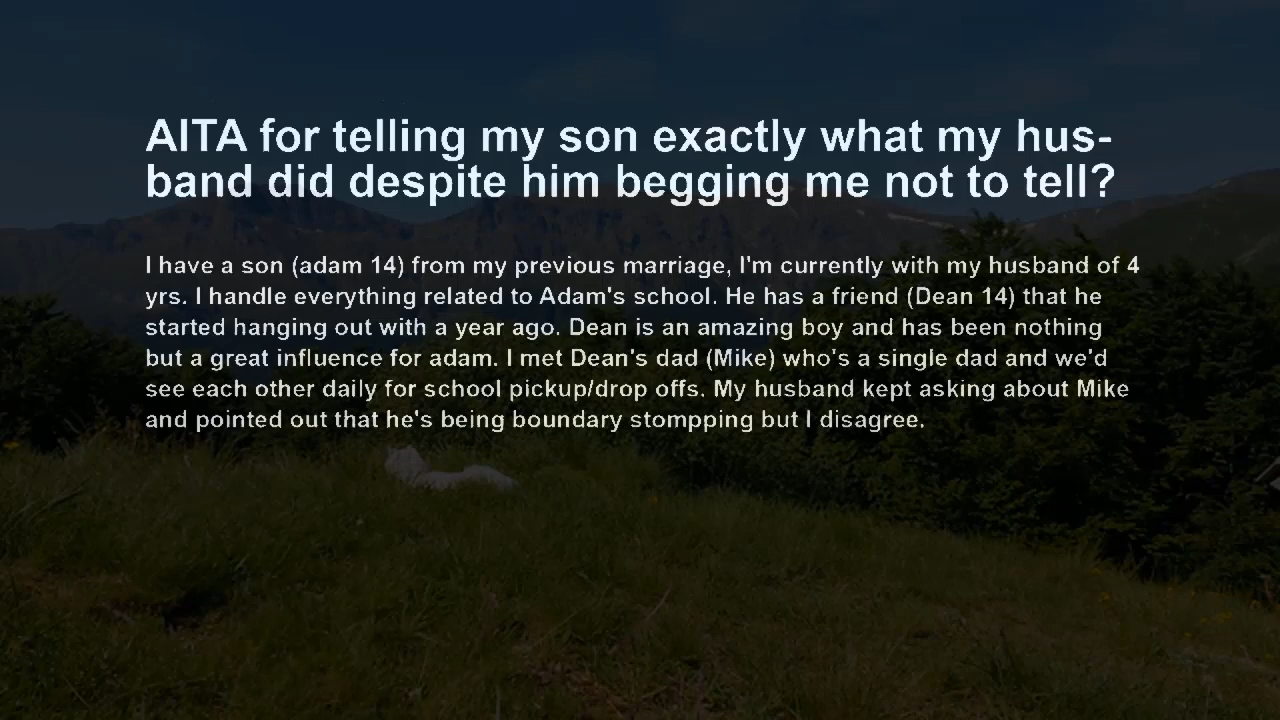 AITA for telling my son exactly what my hus-
band did despite him begging me not to tell?
I have a son (adam 14) from my previous marriage, I'm currently with my husband of 4
yrs. I handle everything related to Adam's school. He has a friend (Dean 14) that he
started hanging out with a year ago. Dean is an amazing boy and has been nothing
but a great influence for adam. I met Dean's dad (Mike) who's a single dad and we'd
see each other daily for school pickup/drop offs. My husband kept asking about Mike
and pointed out that he's being boundary stompping but I disagree.